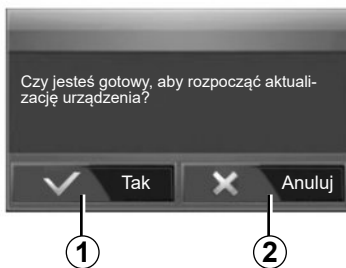 Czy jesteś gotowy, aby rozpocząć aktuali-
zację urządzenia?
Tak Anuluj
1 2